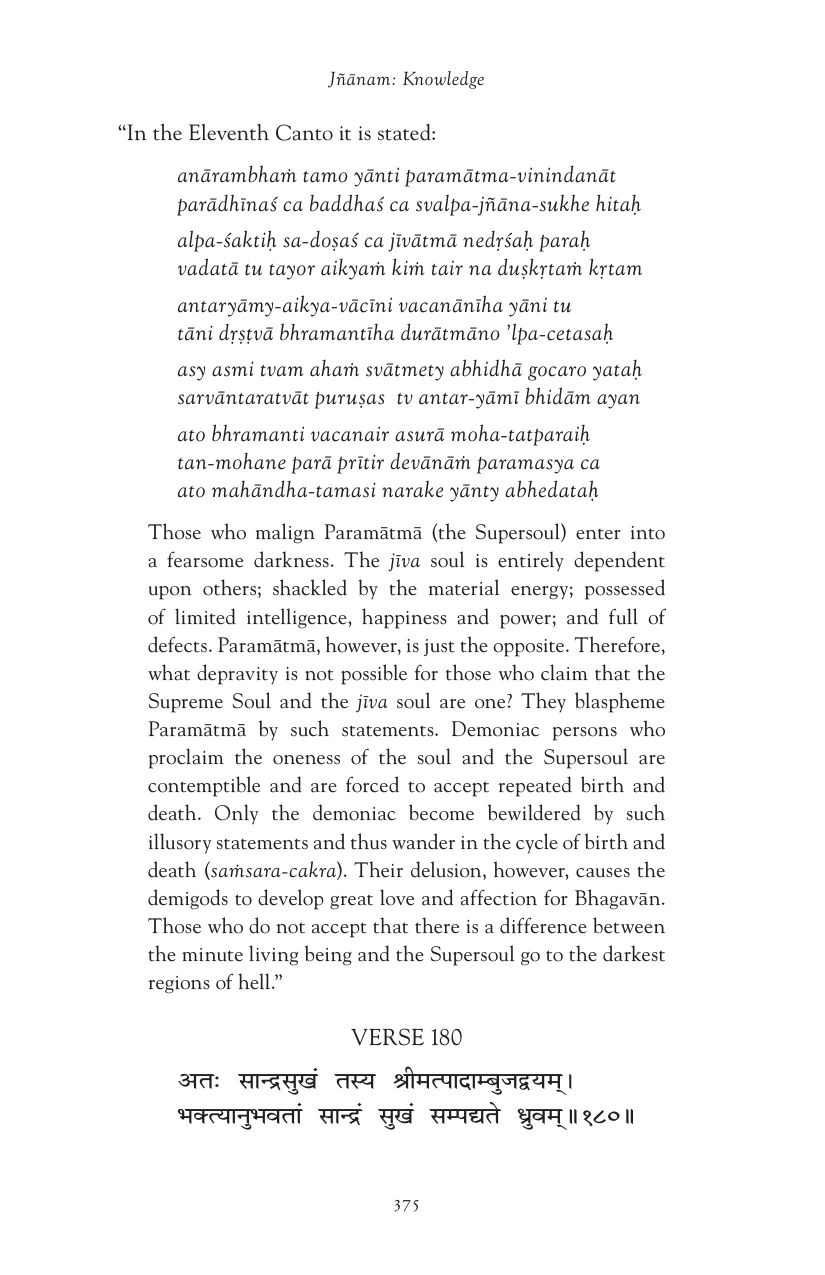 Jñānam: Knowledge
“In the Eleventh Canto it is stated:
anārambhaṁ tamo yānti paramātma-vinindanāt
parādhīnaś ca baddhaś ca svalpa-jñāna-sukhe hitaḥ
alpa-śaktiḥ sa-doṣaś ca jīvātmā nedṛśaḥ paraḥ
vadatā tu tayor aikyaṁ kiṁ tair na duṣkṛtaṁ kṛtam
antaryāmy-aikya-vācīni vacanānīha yāni tu
tāni dṛṣṭvā bhramantīha durātmāno ’lpa-cetasaḥ
asy asmi tvam ahaṁ svātmety abhidhā gocaro yataḥ
sarvāntaratvāt puruṣas tv antar-yāmī bhidām ayan
ato bhramanti vacanair asurā moha-tatparaiḥ
tan-mohane parā prītir devānāṁ paramasya ca
ato mahāndha-tamasi narake yānty abhedataḥ
Those who malign Paramātmā (the Supersoul) enter into
a fearsome darkness. The jīva soul is entirely dependent
upon others; shackled by the material energy; possessed
of limited intelligence, happiness and power; and full of
defects. Paramātmā, however, is just the opposite. Therefore,
what depravity is not possible for those who claim that the
Supreme Soul and the jīva soul are one? They blaspheme
Paramātmā by such statements. Demoniac persons who
proclaim the oneness of the soul and the Supersoul are
contemptible and are forced to accept repeated birth and
death. Only the demoniac become bewildered by such
illusory statements and thus wander in the cycle of birth and
death (saṁsara-cakra). Their delusion, however, causes the
demigods to develop great love and affection for Bhagavān.
Those who do not accept that there is a difference between
the minute living being and the Supersoul go to the darkest
regions of hell.”
VERSE 180
अतः सान्द्रसुखं तस्य श्रीमत्पादाम्बुजद्वयम्।
भक्त्यानुभवतां सान्द्रं सुखं सम्पद्यते ध्रुवम्॥१८०॥
375